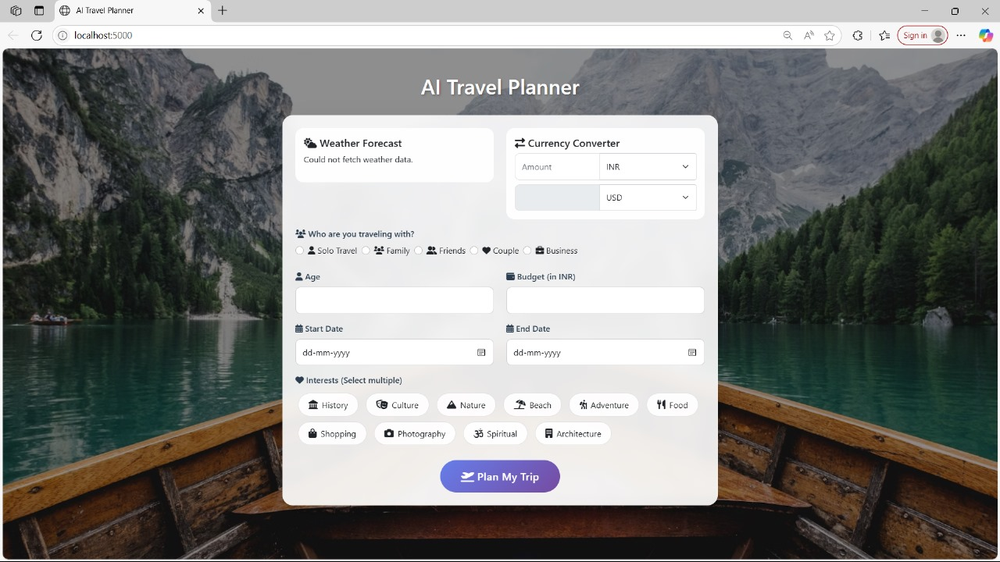 AI Travel Planner
localhost:5000
Sign in
AI Travel Planner
Weather Forecast
Could not fetch weather data.
Currency Converter
Amount INR
USD
Who are you traveling with?
Solo Travel Family Friends Couple Business
Age
Budget (in INR)
Start Date
End Date
dd-mm-yyyy
dd-mm-yyyy
Interests (Select multiple)
History Culture Nature Beach Adventure Food
Shopping Photography Spiritual Architecture
Plan My Trip